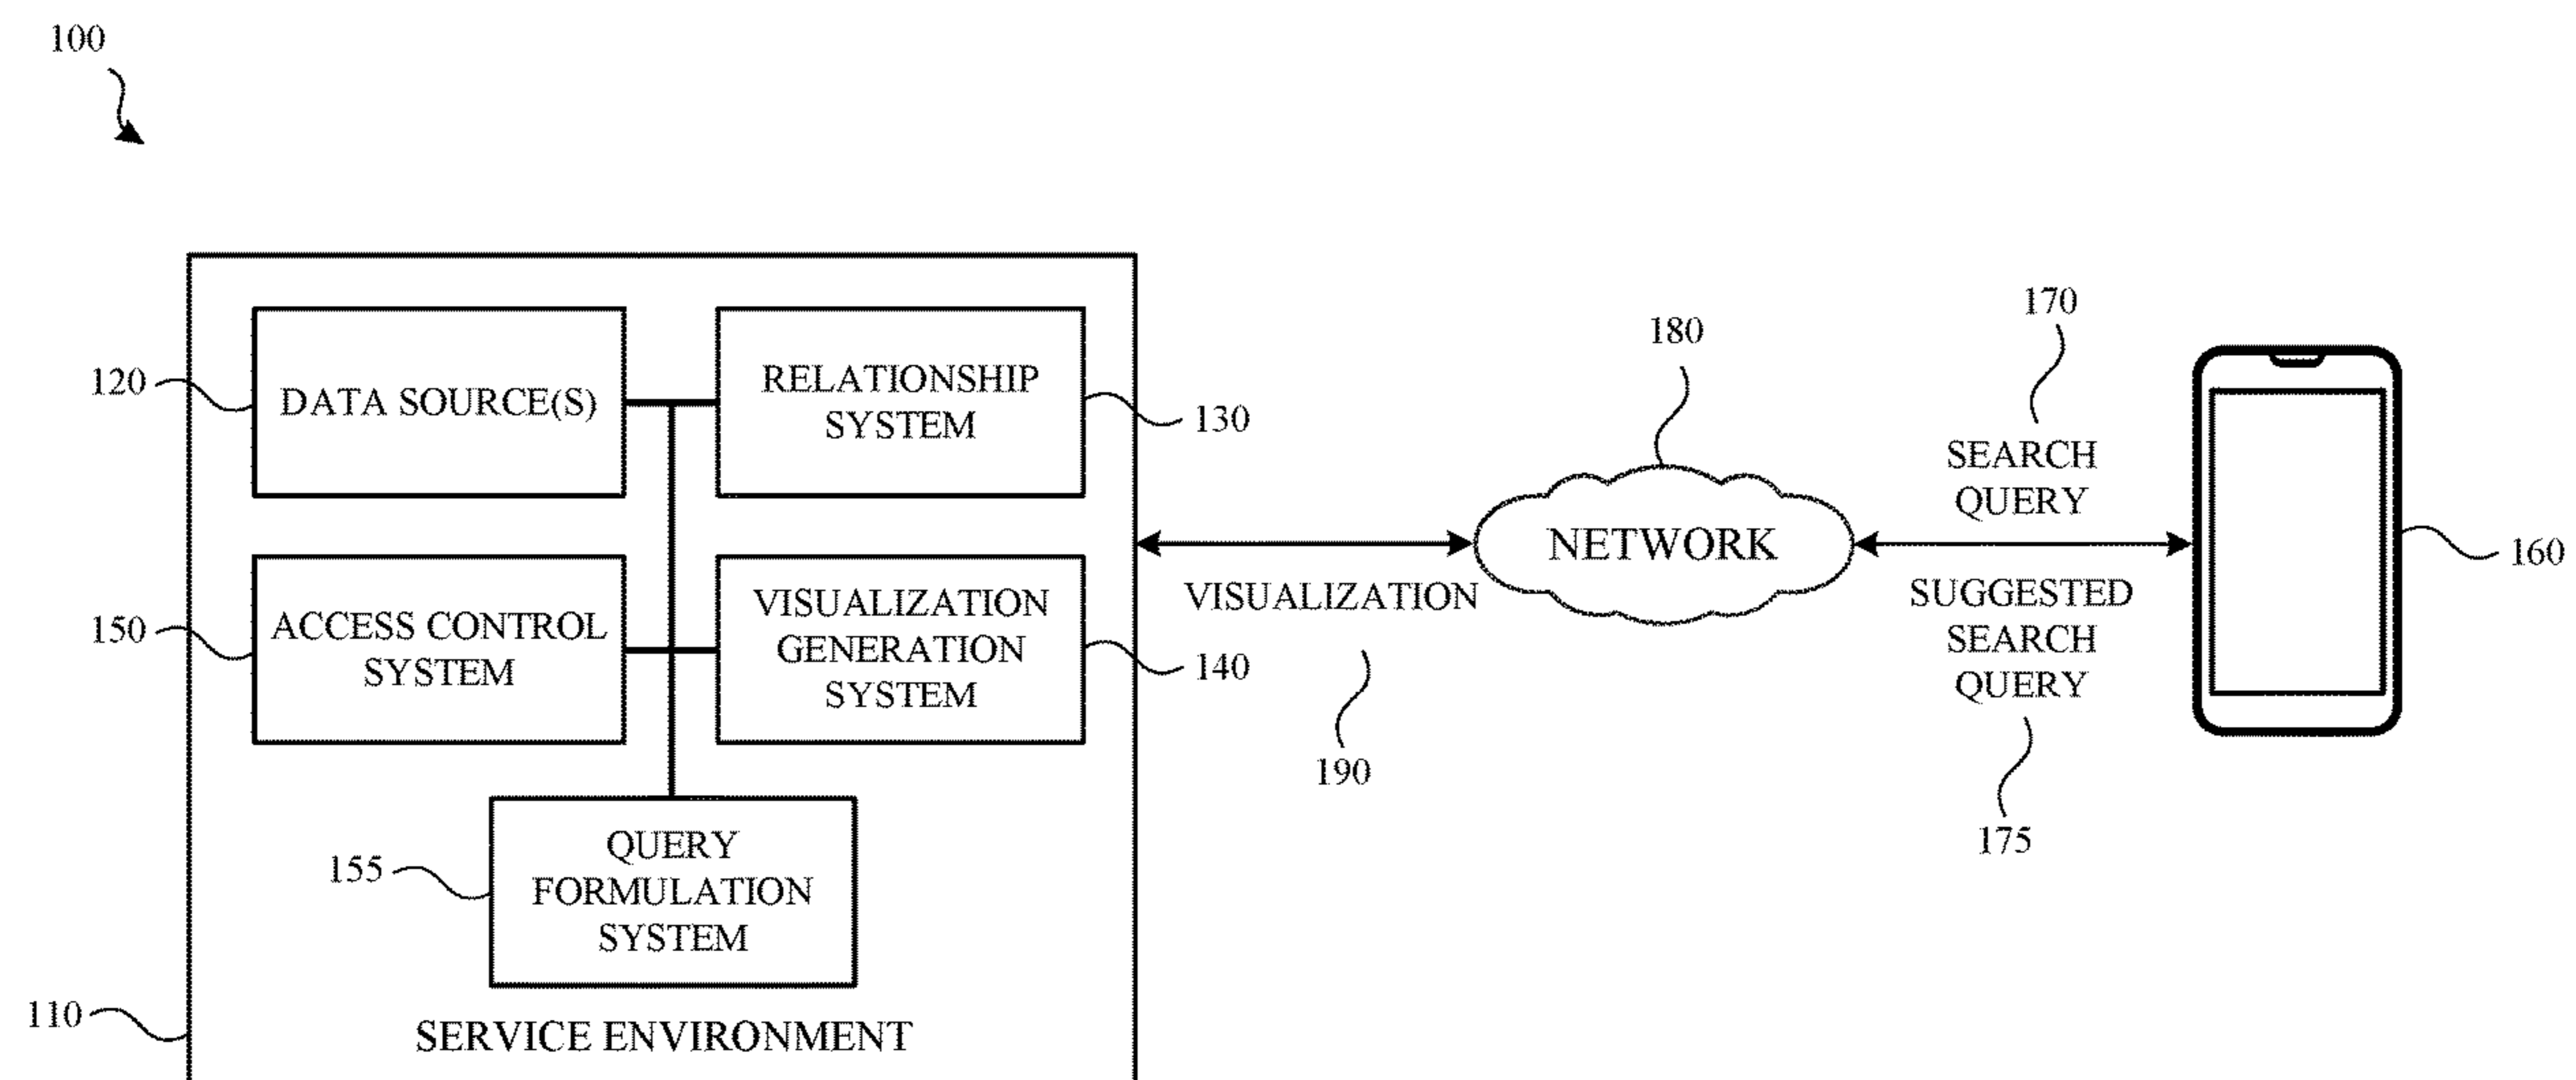 100
170
180
120
DATA SOURCE(S)
RELATIONSHIP
SYSTEM
130
SEARCH
QUERY
NETWORK
160
150
ACCESS CONTROL
SYSTEM
VISUALIZATION
GENERATION
SYSTEM
140
VISUALIZATION
190
SUGGESTED
SEARCH
QUERY
175
155
QUERY
FORMULATION
SYSTEM
110
SERVICE ENVIRONMENT